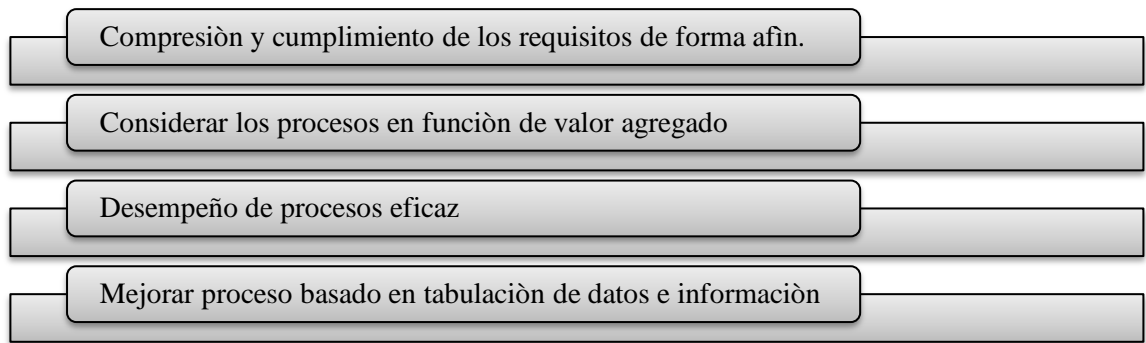 Compresiòn y cumplimiento de los requisitos de forma afìn.
Considerar los procesos en funciòn de valor agregado
Desempeño de procesos eficaz
Mejorar proceso basado en tabulaciòn de datos e informaciòn